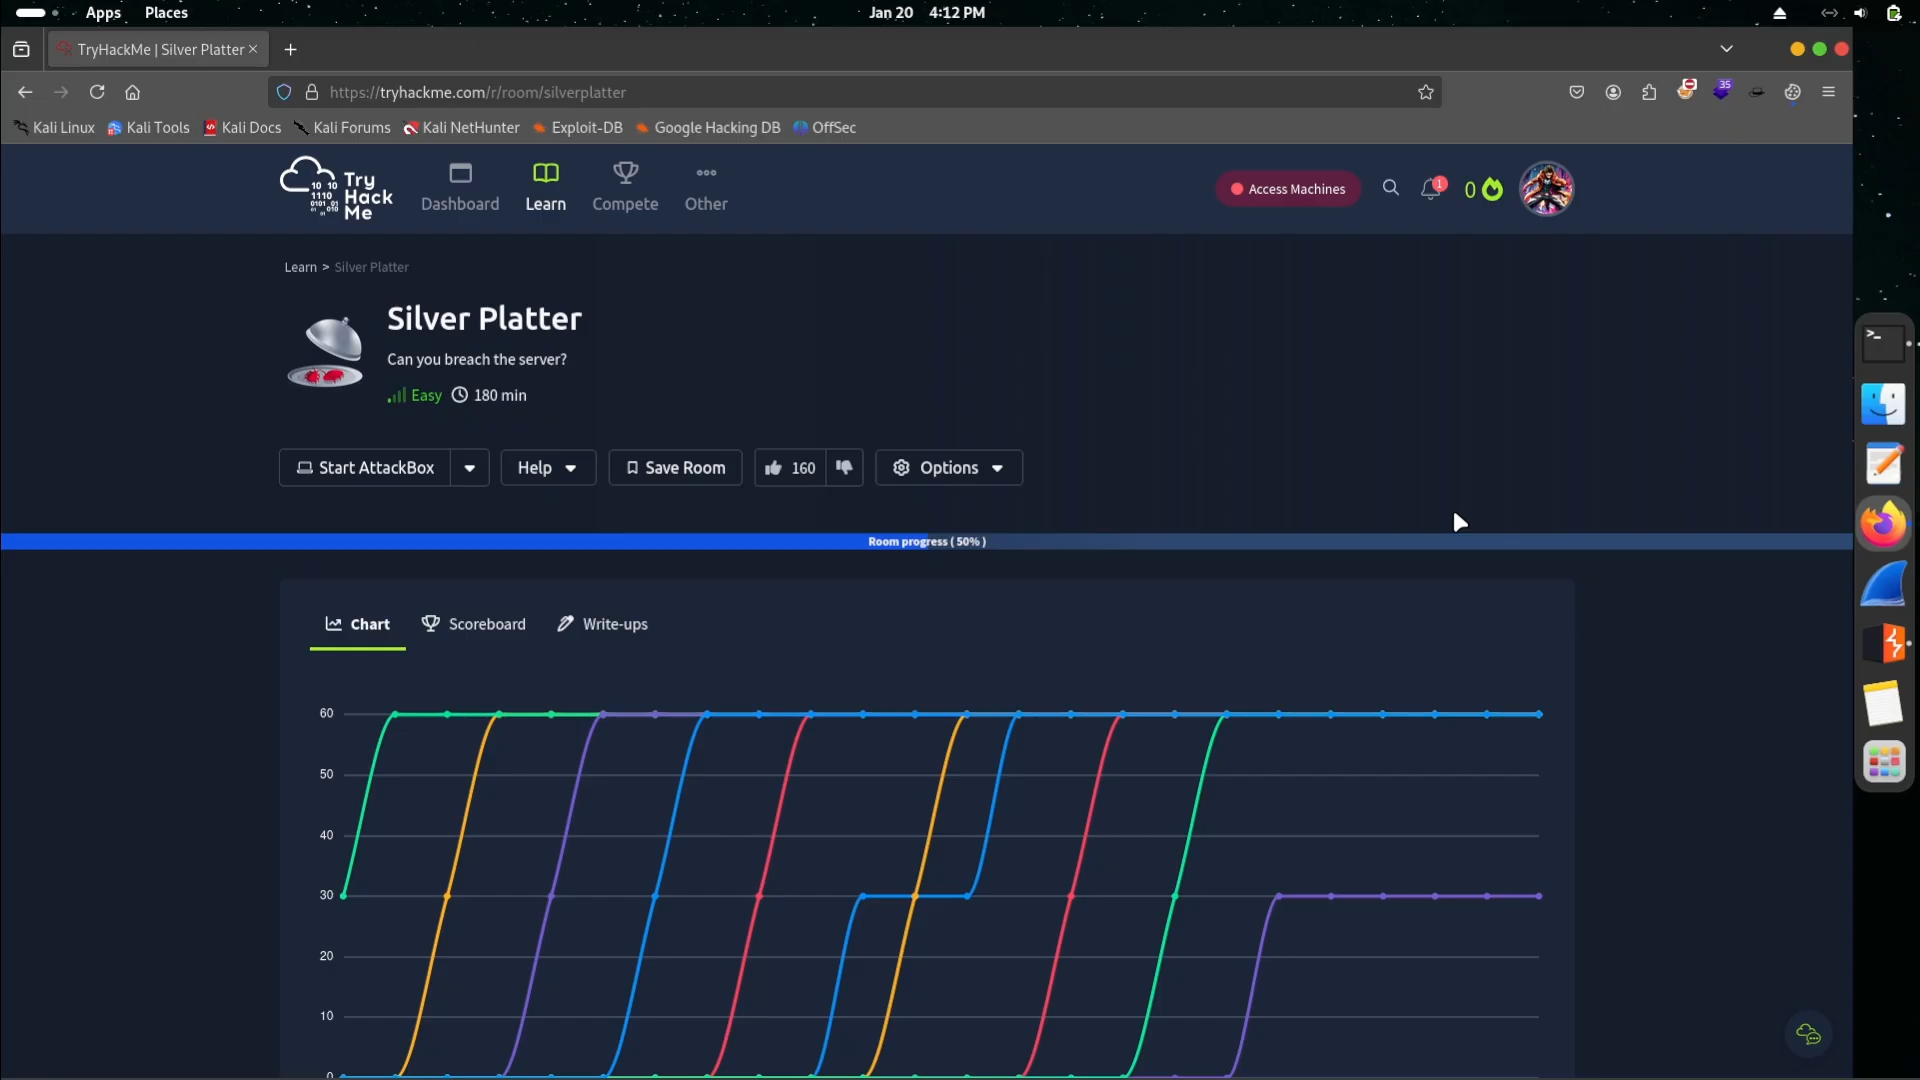 Apps Places Jan 20 4:12 PM
TryHackMe | Silver Platter
https://tryhackme.com/r/room/silverplatter
35
Kali Linux Kali Tools Kali Docs Kali Forums Kali NetHunter Exploit-DB Google Hacking DB OffSec
Try
Hack
Me
Dashboard Learn Compete Other
Access Machines
1
0
Learn > Silver Platter
Silver Platter
Can you breach the server?
Easy 180 min
Start AttackBox Help Save Room 160 Options
Room progress ( 50% )
Chart Scoreboard Write-ups
60
50
40
30
20
10
0